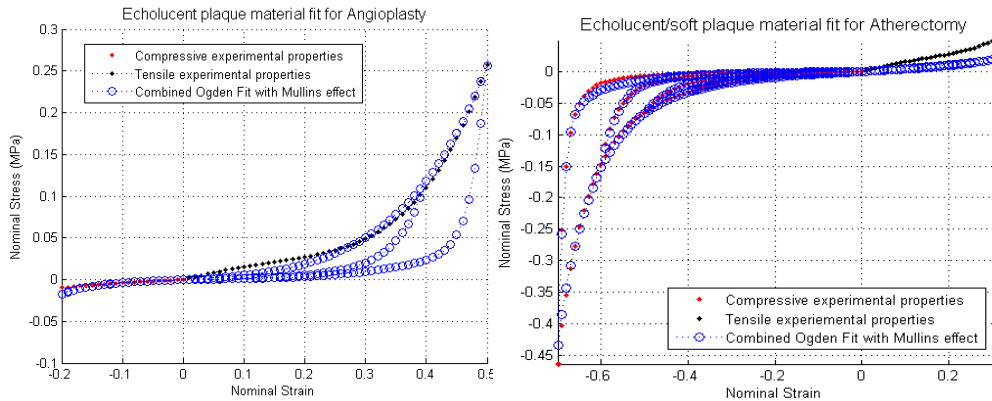 Echolucent plaque material fit for Angioplasty
0.3
0.25
0.2
0.15
0.1
0.05
0
-0.05
-0.1
Nominal Stress (MPa)
Compressive experimental properties
Tensile experimental properties
Combined Ogden Fit with Mullins effect
-0.2
-0.1
0
0.1
0.2
0.3
0.4
0.5
Nominal Strain
Echolucent/soft plaque material fit for Atherectomy
0
-0.05
-0.1
-0.15
-0.2
-0.25
-0.3
-0.35
-0.4
-0.45
Nominal Stress (MPa)
Compressive experimental properties
Tensile experiemental properties
Combined Ogden Fit with Mullins effect
-0.6
-0.4
-0.2
0
0.2
Nominal Strain